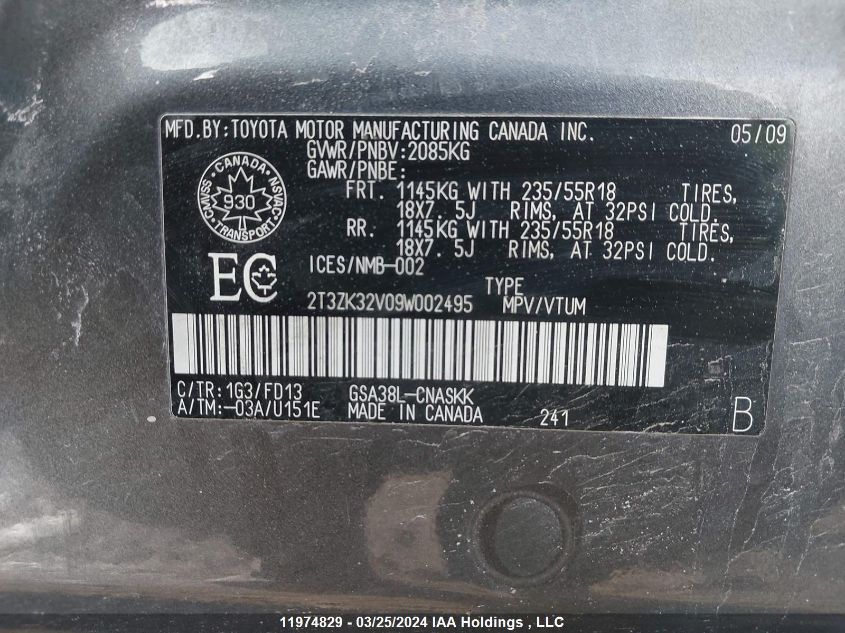 MFD.BY:TOYOTA MOTOR MANUFACTURING CANADA INC. 05/09
GVWR/PNBV:2085KG
GAWR/PNBE:
FRT. 1145KG WITH 235/55R18 TIRES,
18X7. 5J RIMS, AT 32PSI COLD.
RR. 1145KG WITH 235/55R18 TIRES,
18X7. 5J RIMS, AT 32PSI COLD.
CANADA
CMVSS
930
NSVAC
TRANSPORT
EC
ICES/NMB-002
TYPE
2T3ZK32V09W002495 MPV/VTUM
C/TR:1G3/FD13 GSA38L-CNASKK
A/TM:-03A/U151E MADE IN CANADA 241
B
11974829 - 03/25/2024 IAA Holdings , LLC